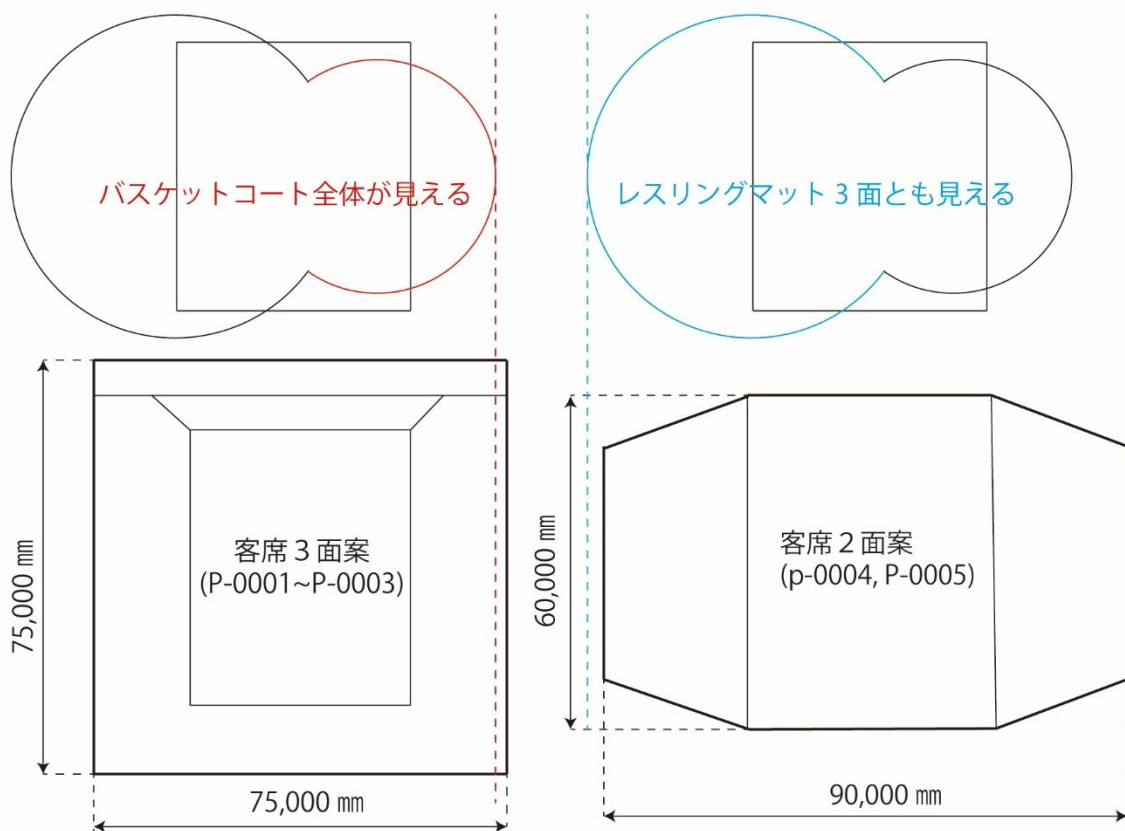 バスケットコート全体が見える
レスリングマット 3 面とも見える
客席 3 面案
(P-0001~P-0003)
75,000 ㎜
75,000 ㎜
客席 2 面案
(p-0004, P-0005)
60,000 ㎜
90,000 ㎜